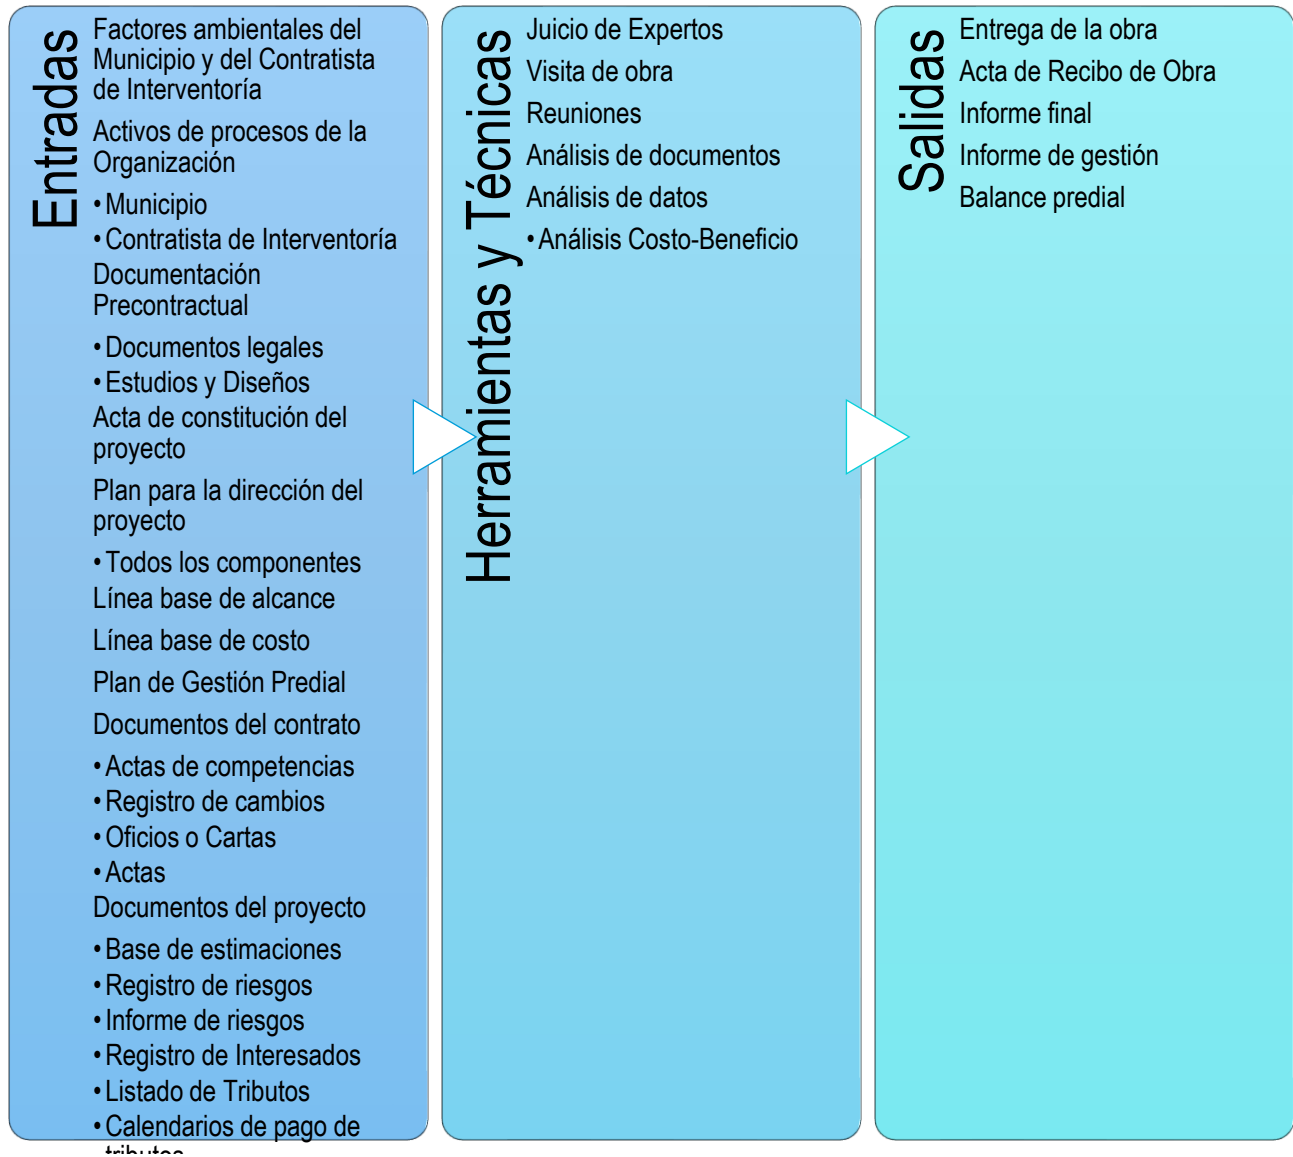 Entradas
Factores ambientales del
Municipio y del Contratista
de Interventoría
Activos de procesos de la
Organización
• Municipio
• Contratista de Interventoría
Documentación
Precontractual
• Documentos legales
• Estudios y Diseños
Acta de constitución del
proyecto
Plan para la dirección del
proyecto
• Todos los componentes
Línea base de alcance
Línea base de costo
Plan de Gestión Predial
Documentos del contrato
• Actas de competencias
• Registro de cambios
• Oficios o Cartas
• Actas
Documentos del proyecto
• Base de estimaciones
• Registro de riesgos
• Informe de riesgos
• Registro de Interesados
• Listado de Tributos
• Calendarios de pago de
tributos
Herramientas y Técnicas
Juicio de Expertos
Visita de obra
Reuniones
Análisis de documentos
Análisis de datos
• Análisis Costo-Beneficio
Salidas
Entrega de la obra
Acta de Recibo de Obra
Informe final
Informe de gestión
Balance predial